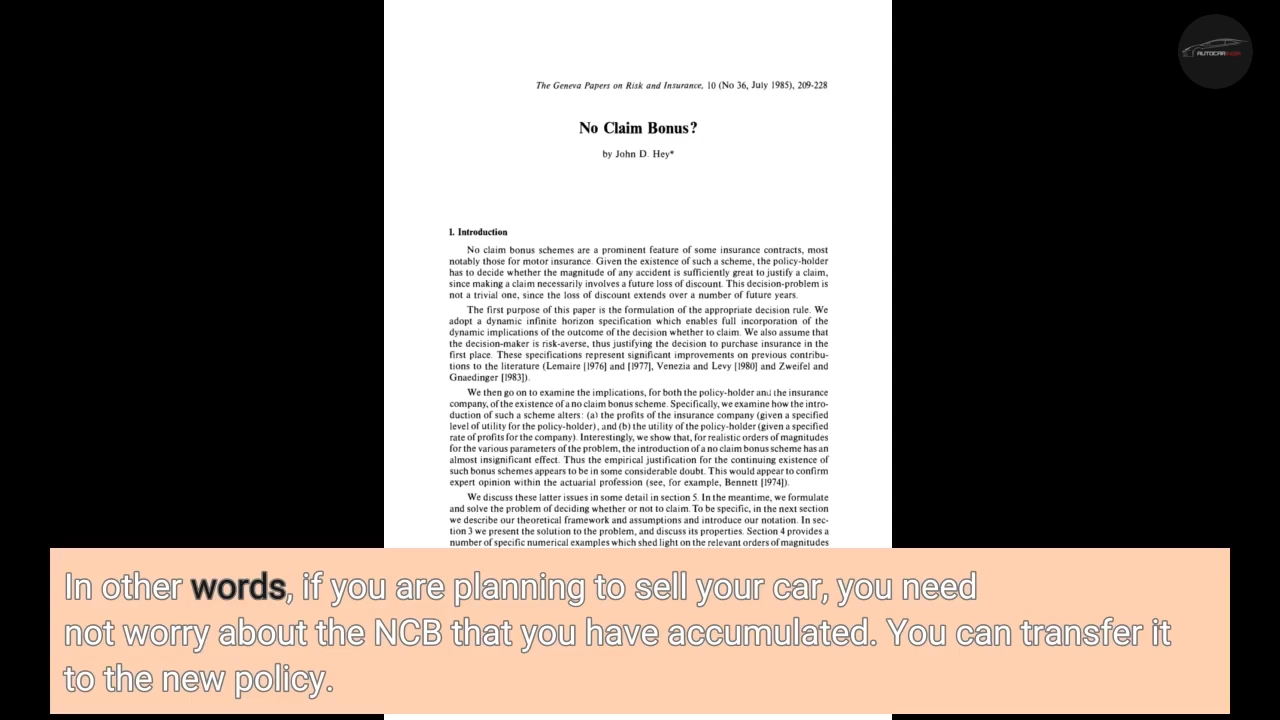 AUTOCARINDIA
The Geneva Papers on Risk and Insurance, 10 (No 36, July 1985), 209-228
No Claim Bonus?
by John D. Hey*
1. Introduction
No claim bonus schemes are a prominent feature of some insurance contracts, most
notably those for motor insurance. Given the existence of such a scheme, the policy-holder
has to decide whether the magnitude of any accident is sufficiently great to justify a claim,
since making a claim necessarily involves a future loss of discount. This decision-problem is
not a trivial one, since the loss of discount extends over a number of future years.
The first purpose of this paper is the formulation of the appropriate decision rule. We
adopt a dynamic infinite horizon specification which enables full incorporation of the
dynamic implications of the outcome of the decision whether to claim. We also assume that
the decision-maker is risk-averse, thus justifying the decision to purchase insurance in the
first place. These specifications represent significant improvements on previous contribu-
tions to the literature (Lemaire [1976] and [1977], Venezia and Levy [1980] and Zweifel and
Gnaedinger [1983]).
We then go on to examine the implications, for both the policy-holder and the insurance
company, of the existence of a no claim bonus scheme. Specifically, we examine how the intro-
duction of such a scheme alters: (a) the profits of the insurance company (given a specified
level of utility for the policy-holder), and (b) the utility of the policy-holder (given a specified
rate of profits for the company). Interestingly, we show that, for realistic orders of magnitudes
for the various parameters of the problem, the introduction of a no claim bonus scheme has an
almost insignificant effect. Thus the empirical justification for the continuing existence of
such bonus schemes appears to be in some considerable doubt. This would appear to confirm
expert opinion within the actuarial profession (see, for example, Bennett [1974]).
We discuss these latter issues in some detail in section 5. In the meantime, we formulate
and solve the problem of deciding whether or not to claim. To be specific, in the next section
we describe our theoretical framework and assumptions and introduce our notation. In sec-
tion 3 we present the solution to the problem, and discuss its properties. Section 4 provides a
number of specific numerical examples which shed light on the relevant orders of magnitudes
In other words, if you are planning to sell your car, you need
not worry about the NCB that you have accumulated. You can transfer it
to the new policy.